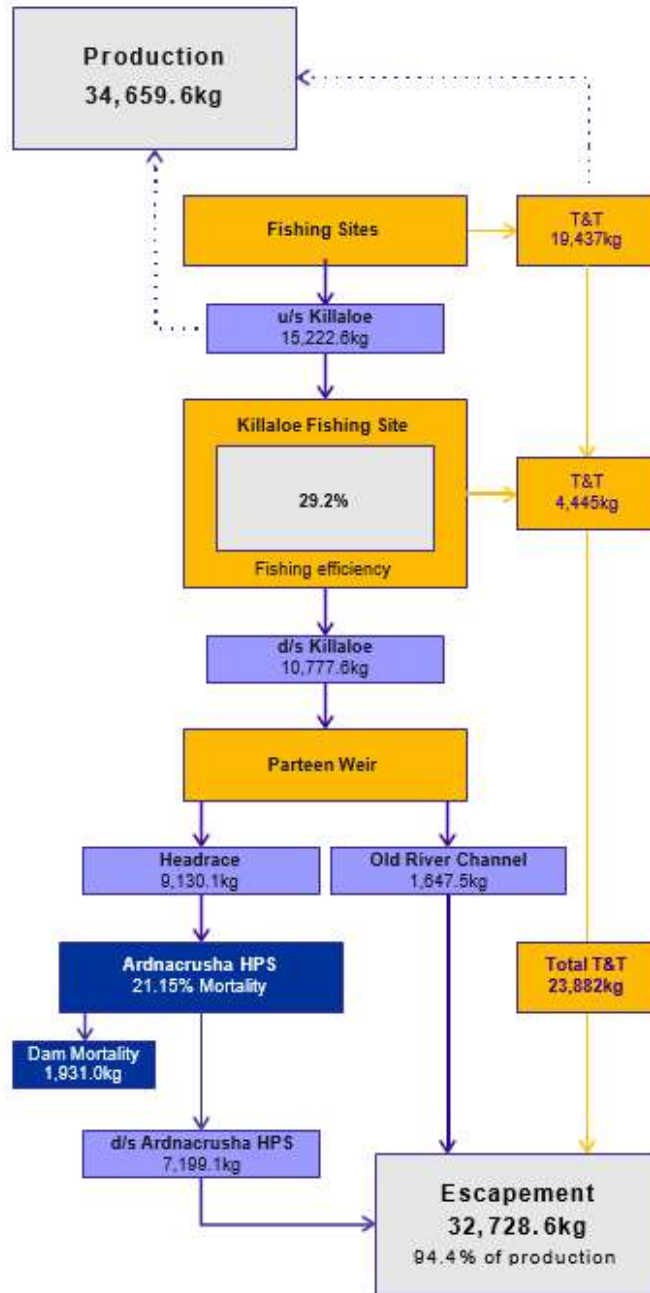 Production
34,659.6kg
Fishing Sites
T&T
19,437kg
u/s Killaloe
15,222.6kg
Killaloe Fishing Site
29.2%
Fishing efficiency
T&T
4,445kg
d/s Killaloe
10,777.6kg
Parteen Weir
Headrace
9,130.1kg
Old River Channel
1,647.5kg
Ardnacrusha HPS
21.15% Mortality
Total T&T
23,882kg
Dam Mortality
1,931.0kg
d/s Ardnacrusha HPS
7,199.1kg
Escapement
32,728.6kg
94.4% of production